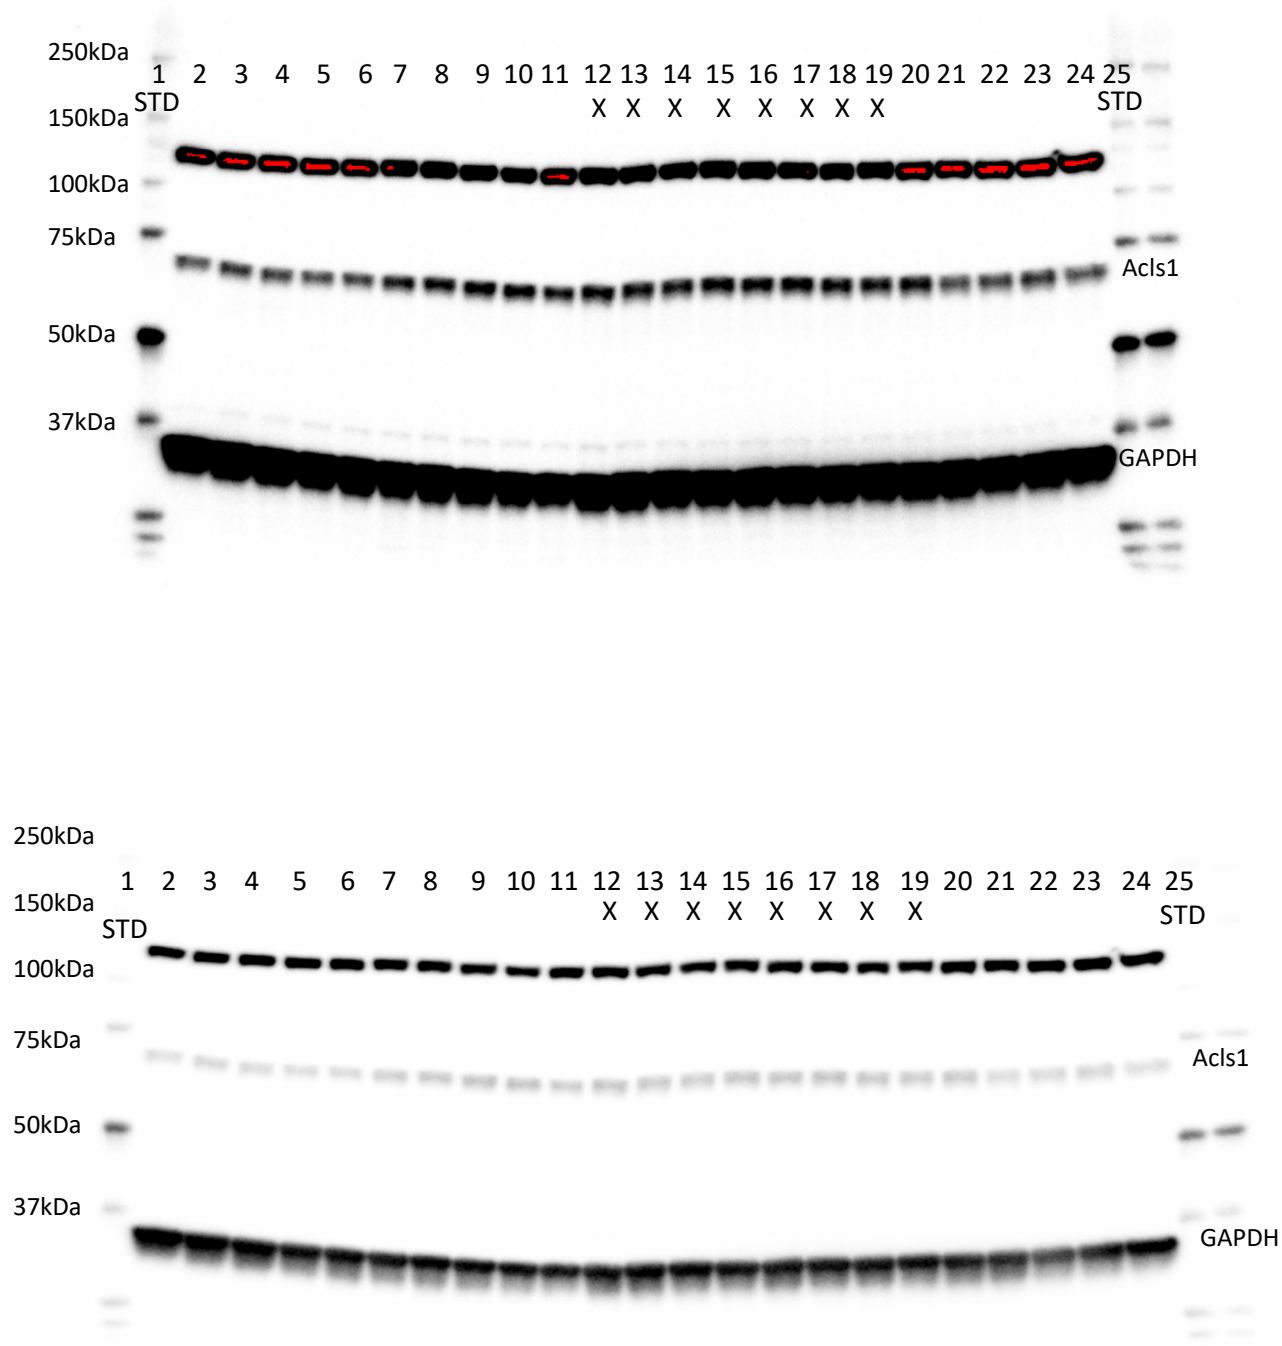 250kDa
1 2 3 4 5 6 7 8 9 10 11 12 13 14 15 16 17 18 19 20 21 22 23 24 25
STD X X X X X X X X STD
150kDa
100kDa
75kDa
Acls1
50kDa
37kDa
GAPDH
250kDa
1 2 3 4 5 6 7 8 9 10 11 12 13 14 15 16 17 18 19 20 21 22 23 24 25
150kDa X X X X X X X X STD
STD
100kDa
75kDa
Acls1
50kDa
37kDa
GAPDH